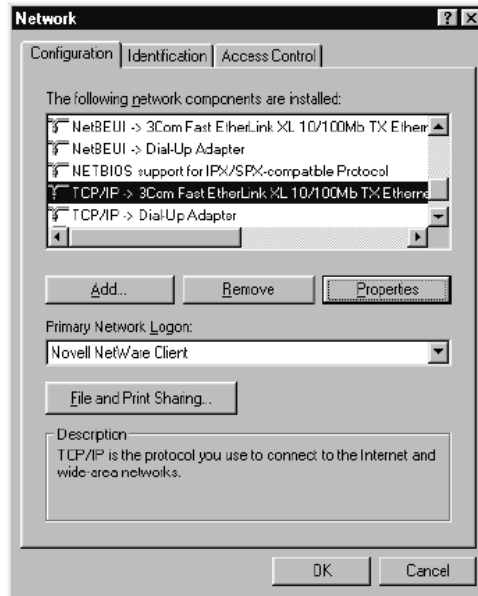 Network
Configuration Identification Access Control
The following network components are installed:
NetBEUI -> 3Com Fast EtherLink XL 10/100Mb TX Ethern
NetBEUI -> Dial-Up Adapter
NETBIOS support for IPX/SPX-compatible Protocol
TCP/IP -> 3Com Fast EtherLink XL 10/100Mb TX Etherne
TCP/IP -> Dial-Up Adapter
Add... Remove Properties
Primary Network Logon:
Novell NetWare Client
File and Print Sharing...
Description
TCP/IP is the protocol you use to connect to the Internet and
wide-area networks.
OK Cancel